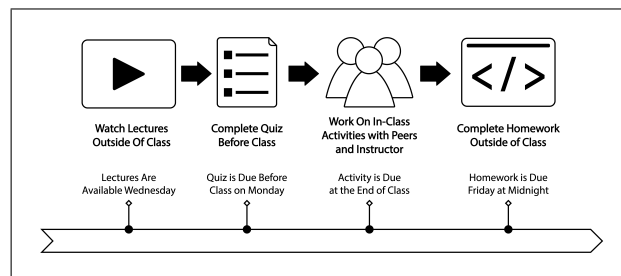 </>
Watch Lectures
Outside Of Class
Complete Quiz
Before Class
Work On In-Class
Activities with Peers
and Instructor
Complete Homework
Outside of Class
Lectures Are
Available Wednesday
Quiz is Due Before
Class on Monday
Activity is Due
at the End of Class
Homework is Due
Friday at Midnight